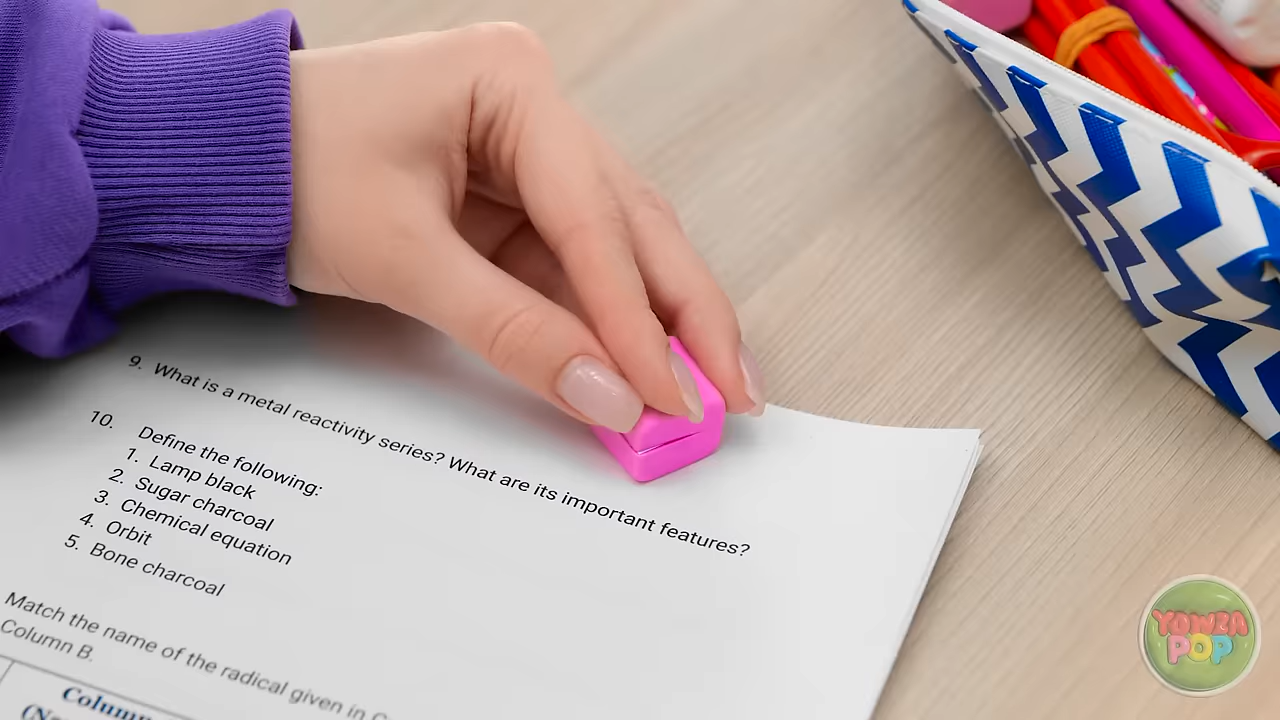 9. What is a metal reactivity series? What are its important features?
10. Define the following:
1. Lamp black
2. Sugar charcoal
3. Chemical equation
4. Orbit
5. Bone charcoal
Match the name of the radical given in
Column B.
YOWZA
POP